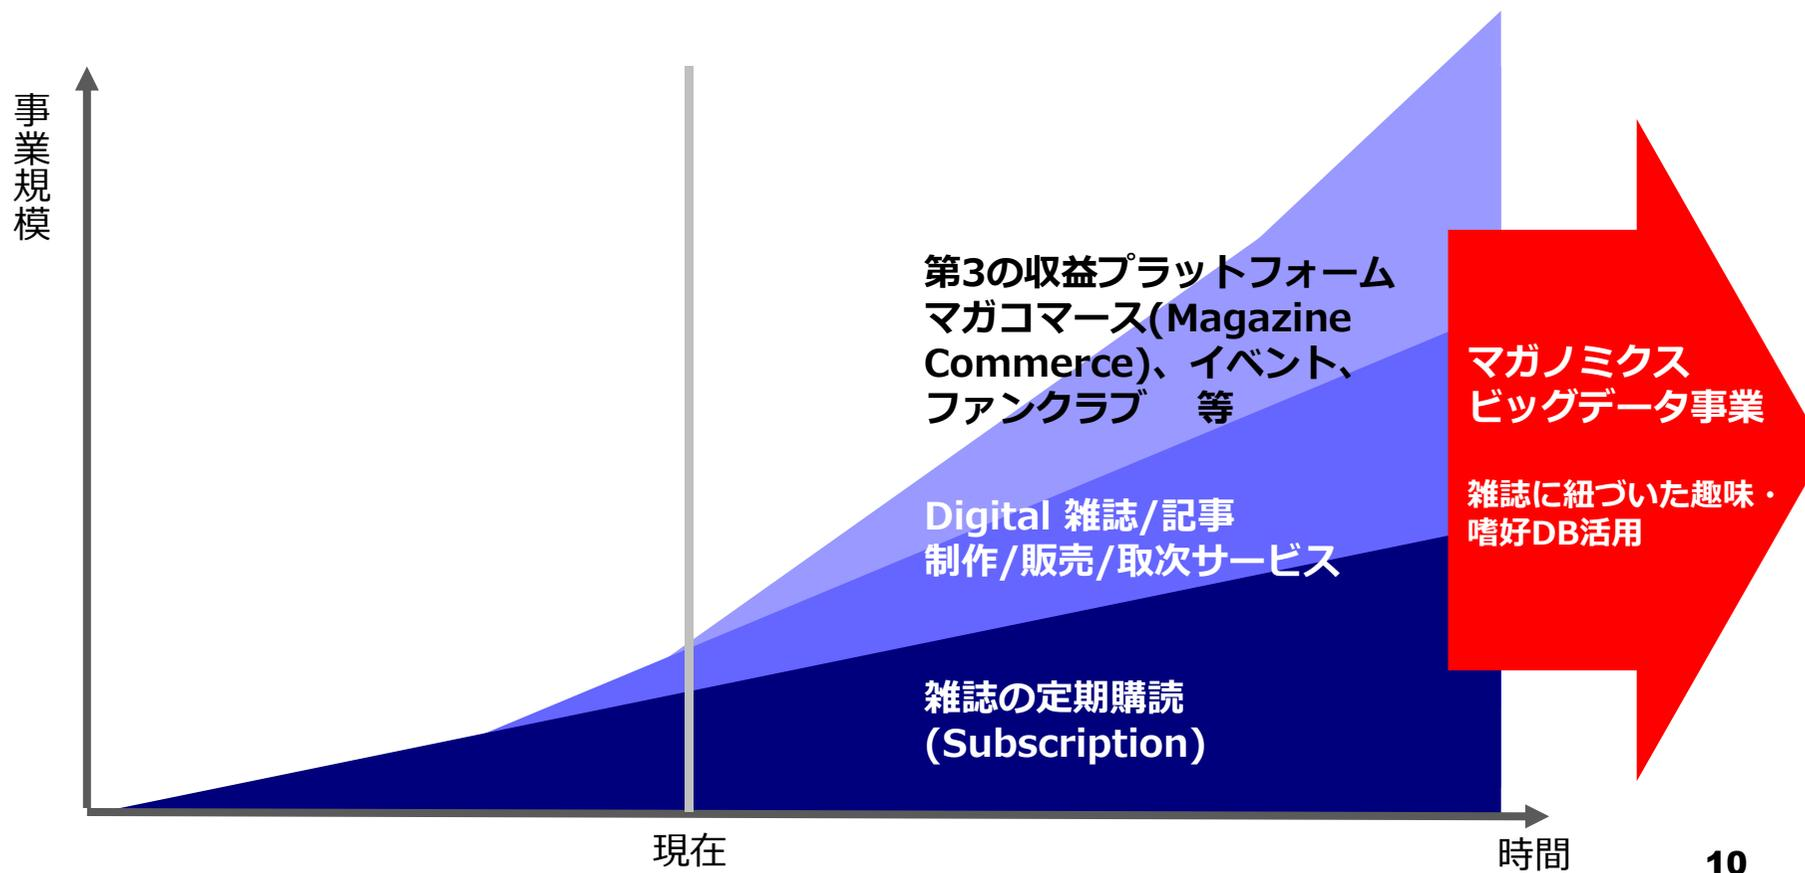 事業規模
第3の収益プラットフォーム
マガコマース(Magazine
Commerce)、イベント、
ファンクラブ　等
Digital 雑誌/記事
制作/販売/取次サービス
雑誌の定期購読
(Subscription)
マガノミクス
ビッグデータ事業
雑誌に紐づいた趣味・
嗜好DB活用
現在
時間
10